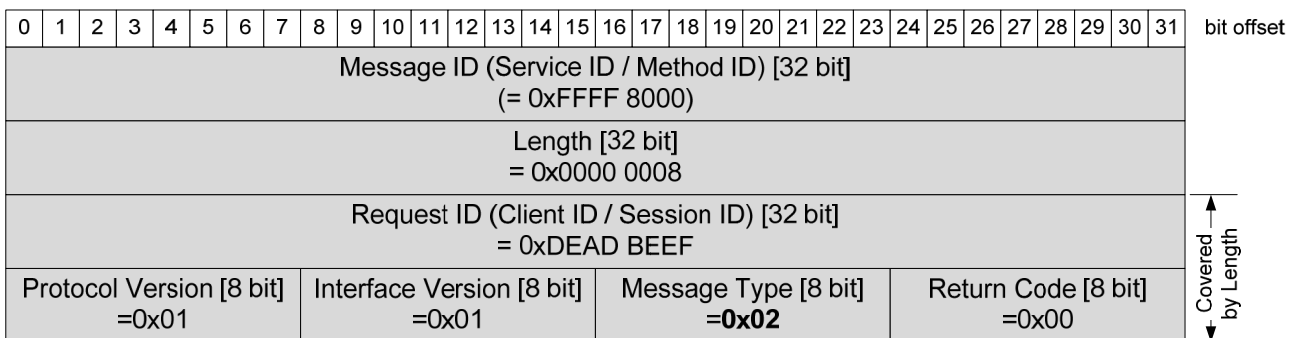 0 1 2 3 4 5 6 7 8 9 10 11 12 13 14 15 16 17 18 19 20 21 22 23 24 25 26 27 28 29 30 31 bit offset
Message ID (Service ID / Method ID) [32 bit]
(= 0xFFFF 8000)
Length [32 bit]
= 0x0000 0008
Request ID (Client ID / Session ID) [32 bit]
= 0xDEAD BEEF
Protocol Version [8 bit] Interface Version [8 bit] Message Type [8 bit] Return Code [8 bit]
=0x01 =0x01 =0x02 =0x00
Covered
by Length